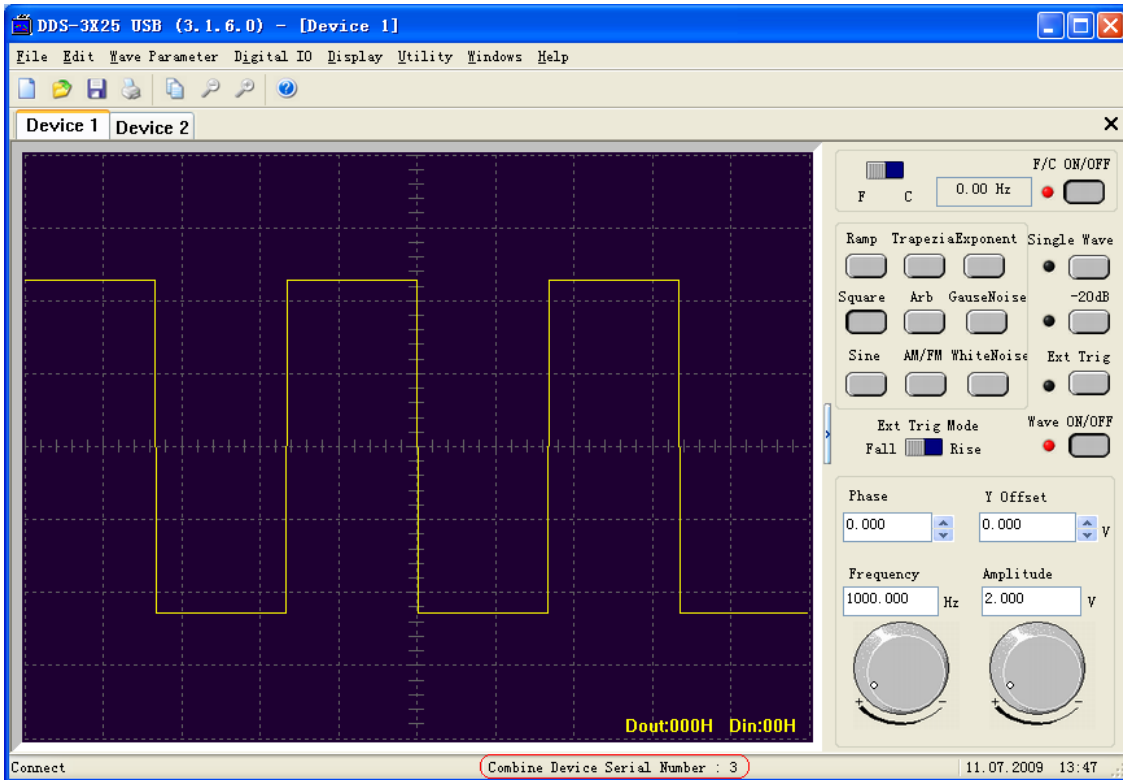 DDS-3X25 USB (3.1.6.0) - [Device 1]
File Edit Wave Parameter Digital IO Display Utility Windows Help
Device 1 Device 2
F/C ON/OFF
F C 0.00 Hz
Ramp TrapeziaExponent Single Wave
Square Arb GauseNoise -20dB
Sine AM/FM WhiteNoise Ext Trig
Ext Trig Mode Wave ON/OFF
Fall Rise
Phase Y Offset
0.000 0.000 V
Frequency Amplitude
1000.000 Hz 2.000 V
+ - + -
Dout:000H Din:00H
Connect Combine Device Serial Number : 3 11.07.2009 13:47